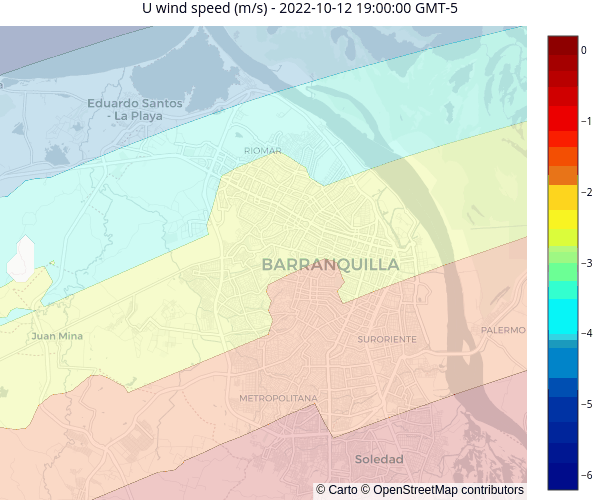 U wind speed (m/s) - 2022-10-12 19:00:00 GMT-5
0
Eduardo Santos
- La Playa
−1
RIOMAR
−2
BARRANQUILLA
−3
Juan Mina
SURORIENTE
PALERMO
−4
METROPOLITANA
−5
Soledad
−6
© Carto © OpenStreetMap contributors